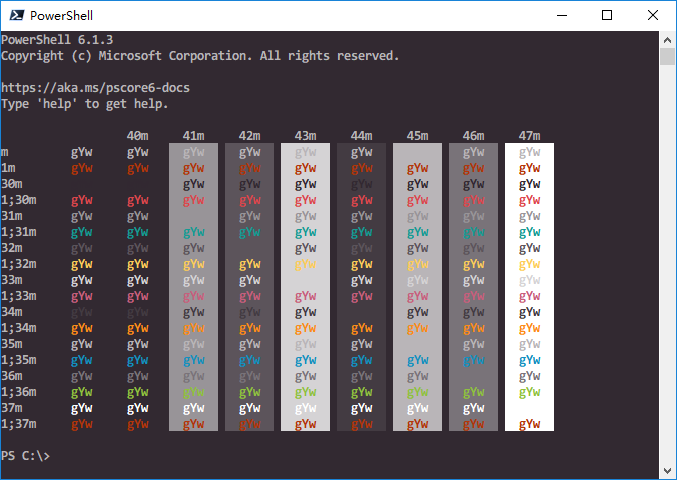 PowerShell
PowerShell 6.1.3
Copyright (c) Microsoft Corporation. All rights reserved.
https://aka.ms/pscore6-docs
Type 'help' to get help.
40m 41m 42m 43m 44m 45m 46m 47m
m gYw gYw gYw gYw gYw gYw gYw gYw
1m gYw gYw gYw gYw gYw gYw gYw gYw gYw
30m gYw gYw gYw gYw gYw gYw gYw
1;30m gYw gYw gYw gYw gYw gYw gYw gYw gYw
31m gYw gYw gYw gYw gYw gYw gYw gYw
1;31m gYw gYw gYw gYw gYw gYw gYw gYw gYw
32m gYw gYw gYw gYw gYw gYw gYw gYw
1;32m gYw gYw gYw gYw gYw gYw gYw gYw gYw
33m gYw gYw gYw gYw gYw gYw gYw gYw
1;33m gYw gYw gYw gYw gYw gYw gYw gYw gYw
34m gYw gYw gYw gYw gYw gYw gYw gYw
1;34m gYw gYw gYw gYw gYw gYw gYw gYw gYw
35m gYw gYw gYw gYw gYw gYw gYw gYw
1;35m gYw gYw gYw gYw gYw gYw gYw gYw gYw
36m gYw gYw gYw gYw gYw gYw gYw gYw
1;36m gYw gYw gYw gYw gYw gYw gYw gYw gYw
37m gYw gYw gYw gYw gYw gYw gYw gYw
1;37m gYw gYw gYw gYw gYw gYw gYw gYw gYw
PS C:\>